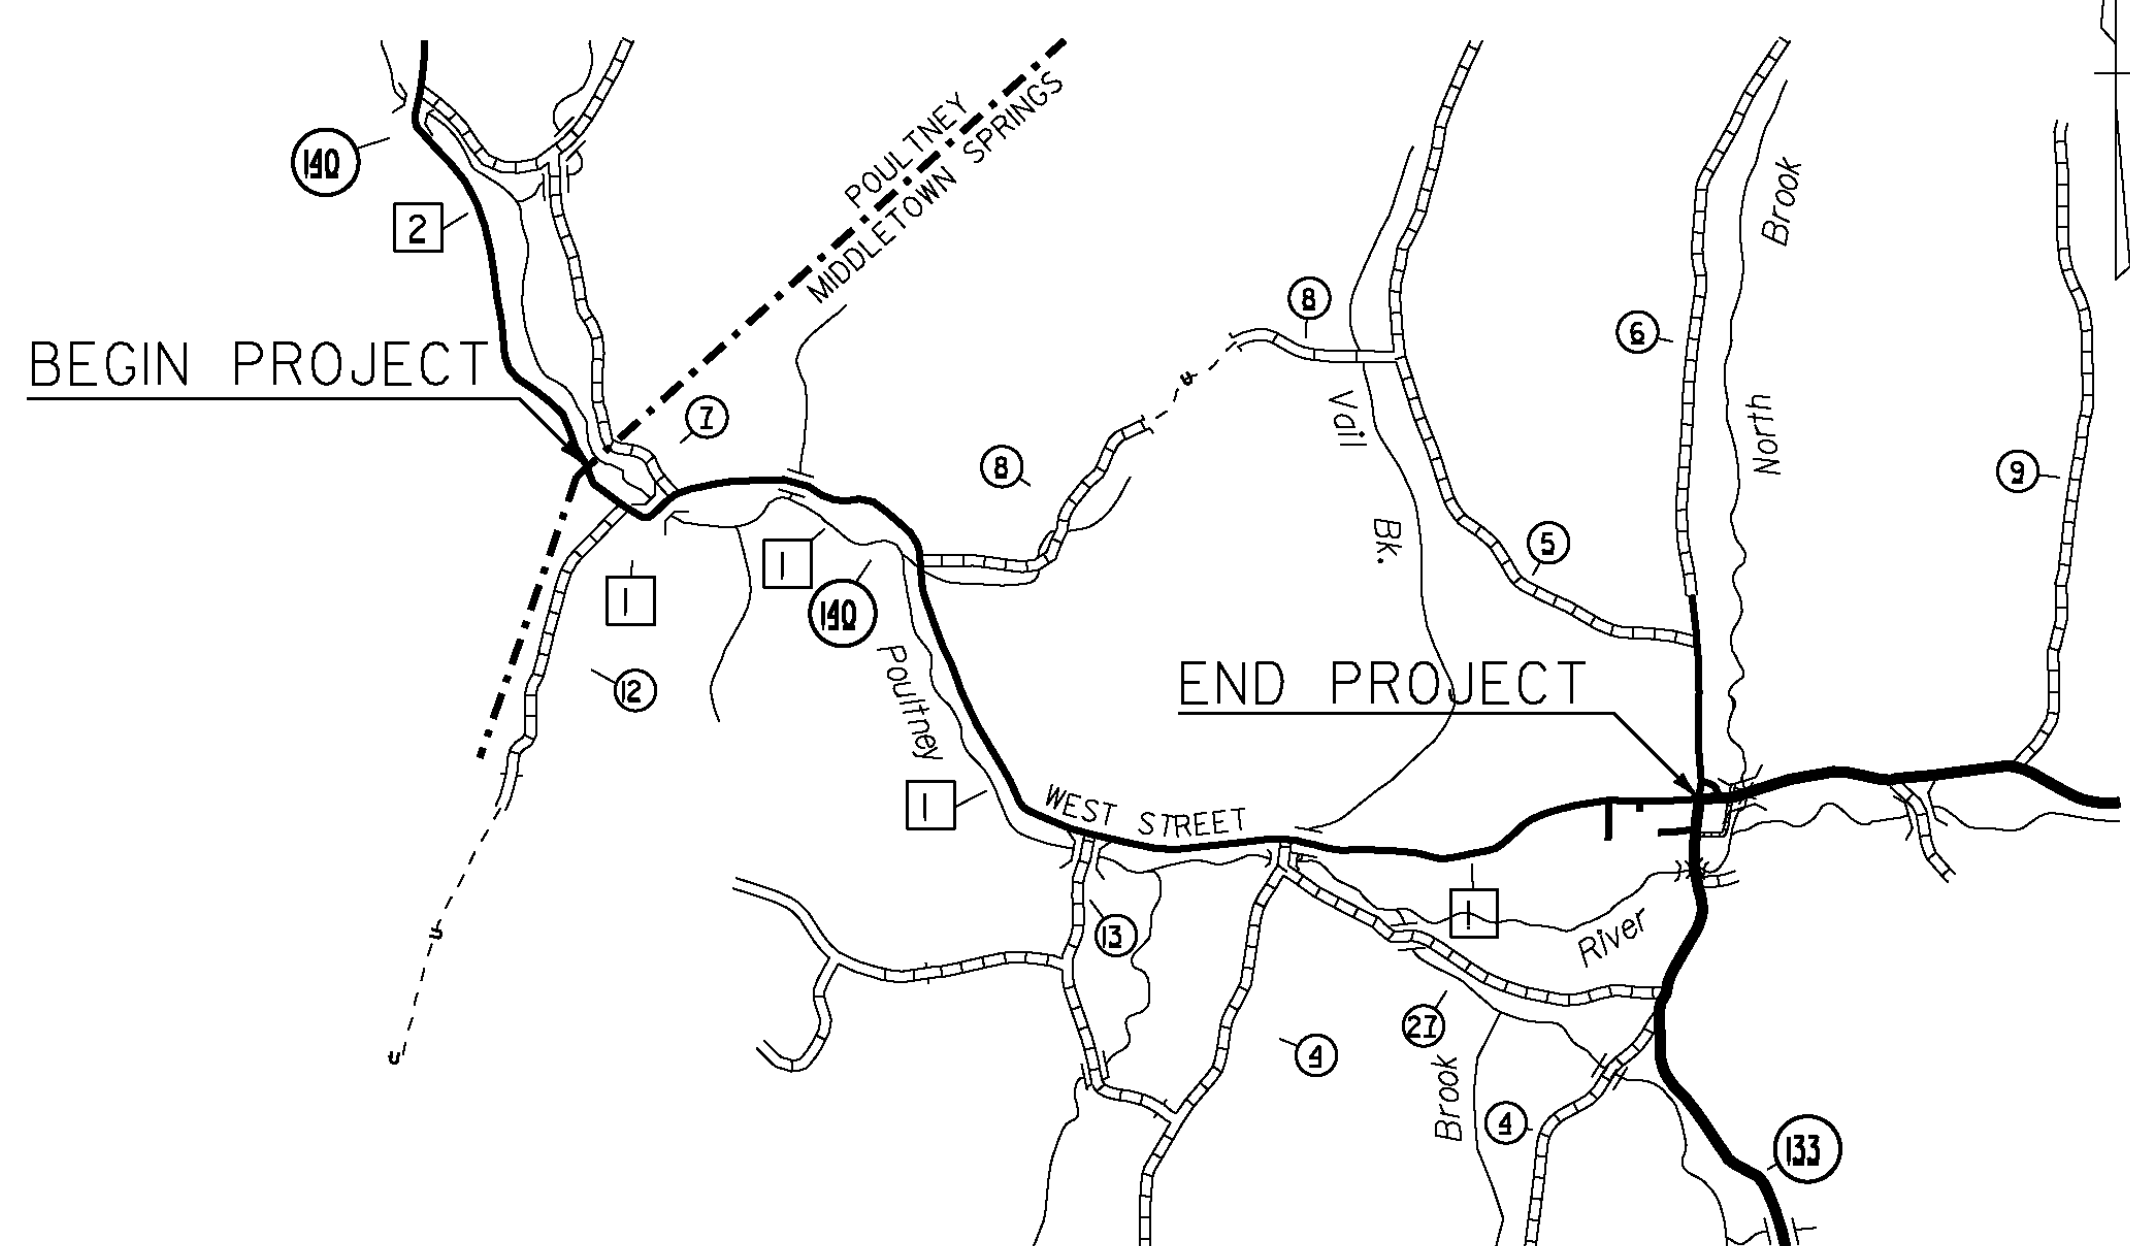 POULTNEY
MIDDLETOWN SPRINGS
140
2
Brook
8
6
BEGIN PROJECT
7
Vail
North
8
9
u
Bk.
5
1
1
140
12
Poultney
END PROJECT
1
WEST STREET
1
13
River
s
27
4
u
Brook
4
133